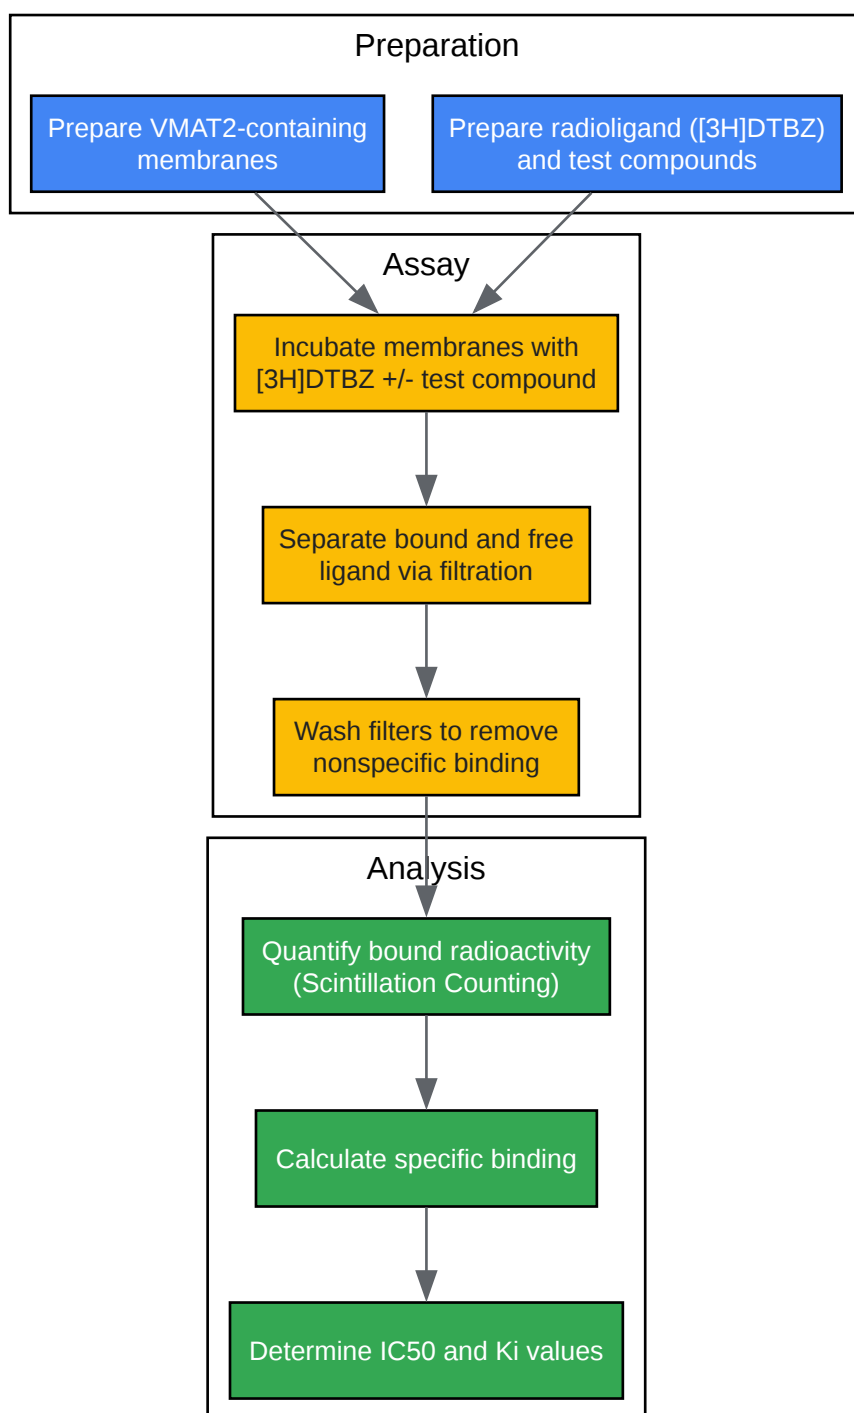 Preparation
Prepare VMAT2-containing
membranes
Prepare radioligand ([3H]DTBZ)
and test compounds
Assay
Incubate membranes with
[3H]DTBZ +/- test compound
Separate bound and free
ligand via filtration
Wash filters to remove
nonspecific binding
Analysis
Quantify bound radioactivity
(Scintillation Counting)
Calculate specific binding
Determine IC50 and Ki values